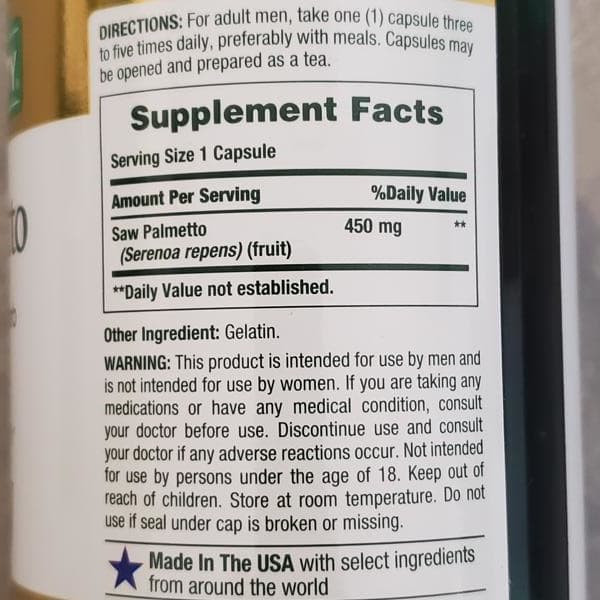 DIRECTIONS: For adult men, take one (1) capsule three
to five times daily, preferably with meals. Capsules may
be opened and prepared as a tea.
Supplement Facts
Serving Size 1 Capsule
Amount Per Serving %Daily Value
Saw Palmetto 450 mg **
(Serenoa repens) (fruit)
**Daily Value not established.
Other Ingredient: Gelatin.
WARNING: This product is intended for use by men and
is not intended for use by women. If you are taking any
medications or have any medical condition, consult
your doctor before use. Discontinue use and consult
your doctor if any adverse reactions occur. Not intended
for use by persons under the age of 18. Keep out of
reach of children. Store at room temperature. Do not
use if seal under cap is broken or missing.
Made In The USA with select ingredients
from around the world